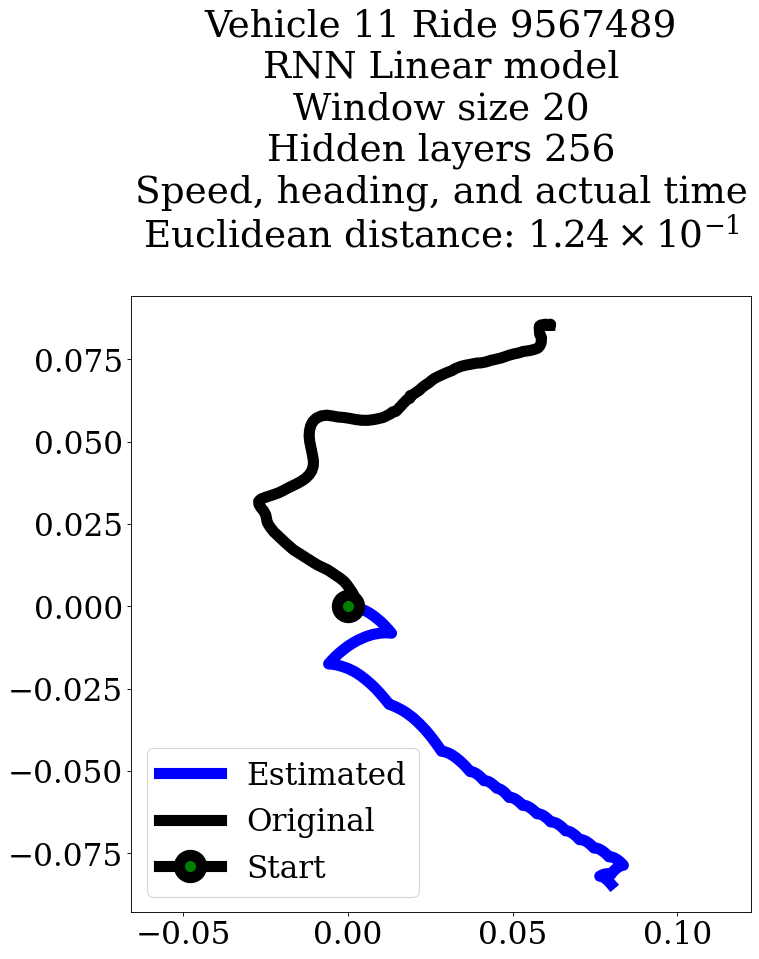 Vehicle 11 Ride 9567489
RNN Linear model
Window size 20
Hidden layers 256
Speed, heading, and actual time
Euclidean distance: 1.24 × 10⁻¹
0.075
0.050
0.025
0.000
−0.025
−0.050
−0.075
Estimated
Original
Start
−0.05
0.00
0.05
0.10